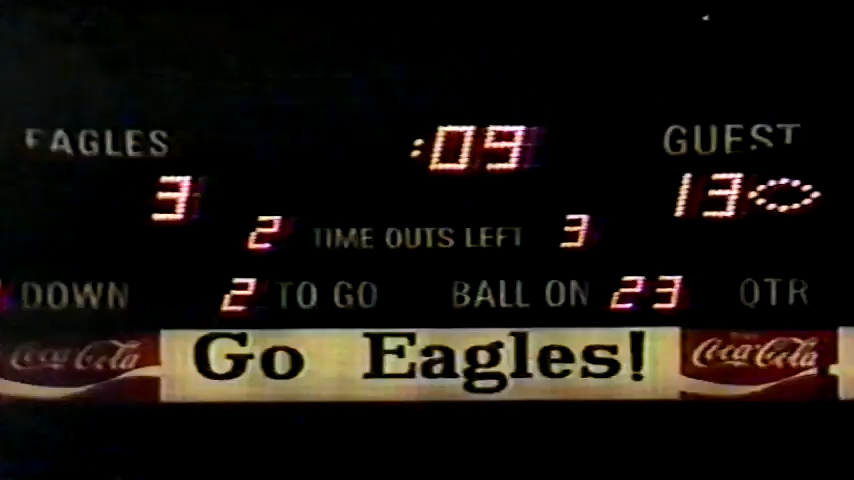 EAGLES :09 GUEST
3 13
2 TIME OUTS LEFT 3
DOWN 2 TO GO BALL ON 23 QTR
Coca-Cola Go Eagles! Coca-Cola